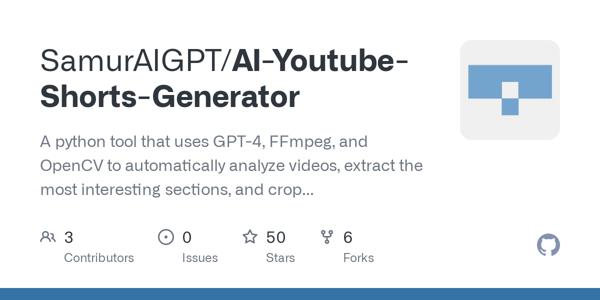 SamurAIGPT/AI-Youtube-
Shorts-Generator
A python tool that uses GPT-4, FFmpeg, and
OpenCV to automatically analyze videos, extract the
most interesting sections, and crop...
3 0 50 6
Contributors Issues Stars Forks